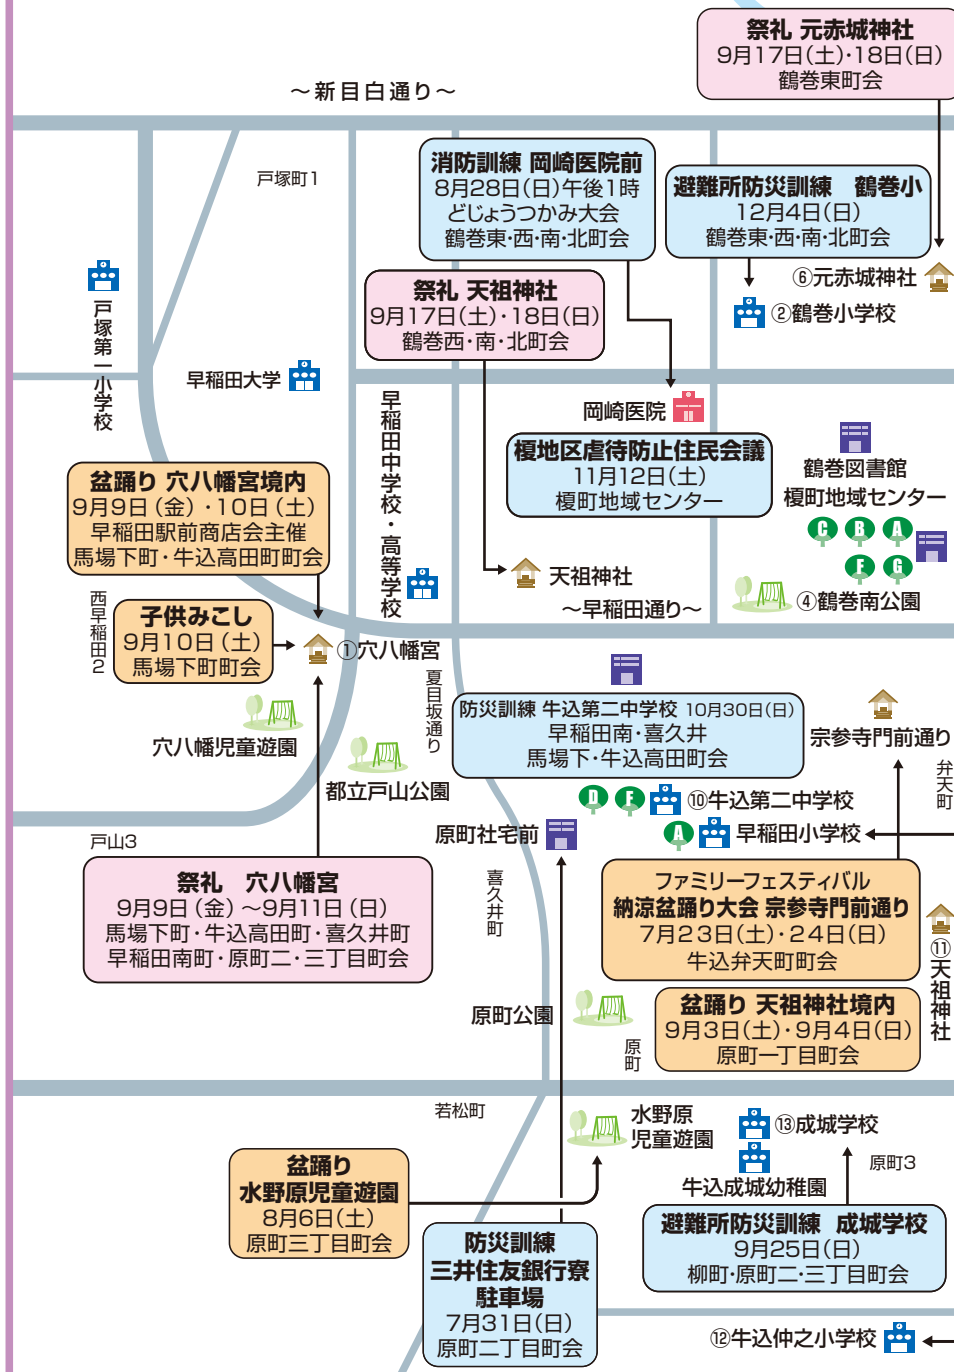 祭礼 元赤城神社
9月17日(土)・18日(日)
鶴巻東町会
～新目白通り～
戸塚町1
消防訓練 岡崎医院前
8月28日(日)午後1時
どじょうつかみ大会
鶴巻東・西・南・北町会
避難所防災訓練 鶴巻小
12月4日(日)
鶴巻東・西・南・北町会
⑥元赤城神社
②鶴巻小学校
祭礼 天祖神社
9月17日(土)・18日(日)
鶴巻西・南・北町会
戸塚第一小学校
早稲田大学
早稲田中学校・高等学校
岡崎医院
榎地区虐待防止住民会議
11月12日(土)
榎町地域センター
鶴巻図書館
榎町地域センター
C B A
F G
盆踊り 穴八幡宮境内
9月9日(金)・10日(土)
早稲田駅前商店会主催
馬場下町・牛込高田町町会
天祖神社
～早稲田通り～
④鶴巻南公園
西早稲田2
子供みこし
9月10日(土)
馬場下町町会
①穴八幡宮
夏目坂通り
穴八幡児童遊園
都立戸山公園
防災訓練 牛込第二中学校 10月30日(日)
早稲田南・喜久井
馬場下・牛込高田町会
宗参寺門前通り
弁天町
D F
⑩牛込第二中学校
A
早稲田小学校
原町社宅前
戸山3
祭礼 穴八幡宮
9月9日(金)～9月11日(日)
馬場下町・牛込高田町・喜久井町
早稲田南町・原町二・三丁目町会
喜久井町
ファミリーフェスティバル
納涼盆踊り大会 宗参寺門前通り
7月23日(土)・24日(日)
牛込弁天町町会
⑪天祖神社
原町公園
原町
盆踊り 天祖神社境内
9月3日(土)・9月4日(日)
原町一丁目町会
若松町
水野原
児童遊園
⑬成城学校
牛込成城幼稚園
原町3
盆踊り
水野原児童遊園
8月6日(土)
原町三丁目町会
防災訓練
三井住友銀行寮
駐車場
7月31日(日)
原町二丁目町会
避難所防災訓練 成城学校
9月25日(日)
柳町・原町二・三丁目町会
⑫牛込仲之小学校